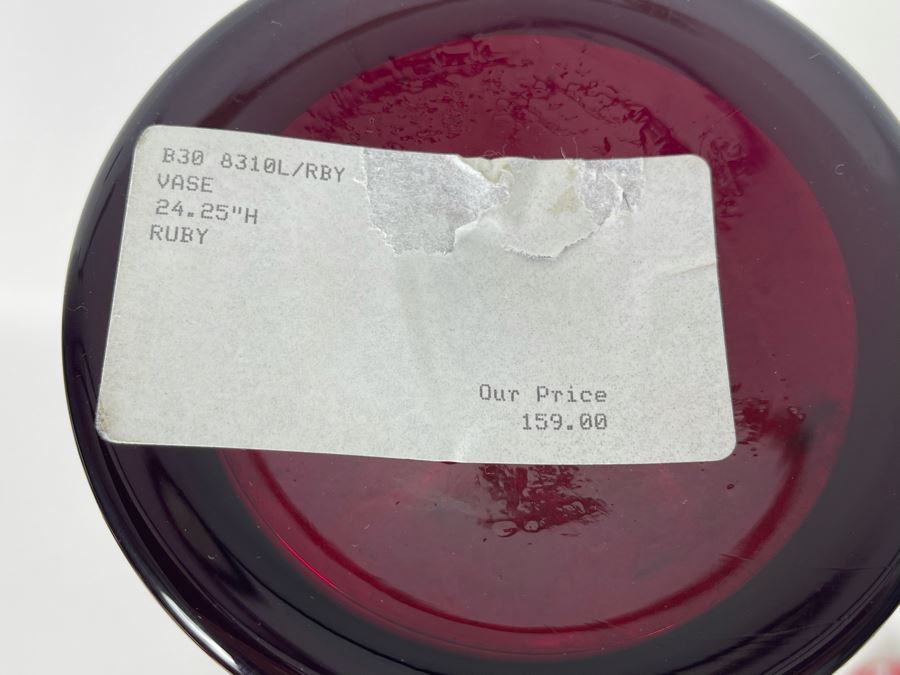 B30 8310L/RBY
VASE
24.25"H
RUBY
Our Price
159.00